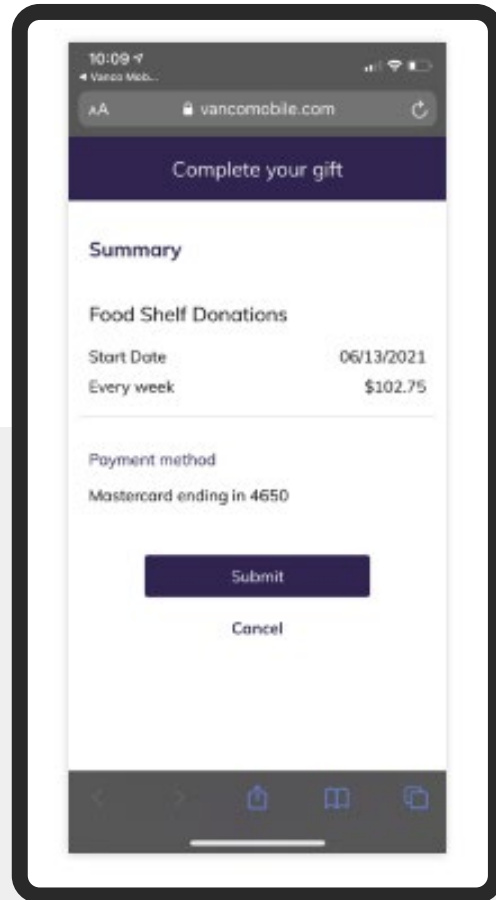 10:09
◀ Vanco Mob...
AA vancomobile.com
Complete your gift
Summary
Food Shelf Donations
Start Date 06/13/2021
Every week $102.75
Payment method
Mastercard ending in 4650
Submit
Cancel